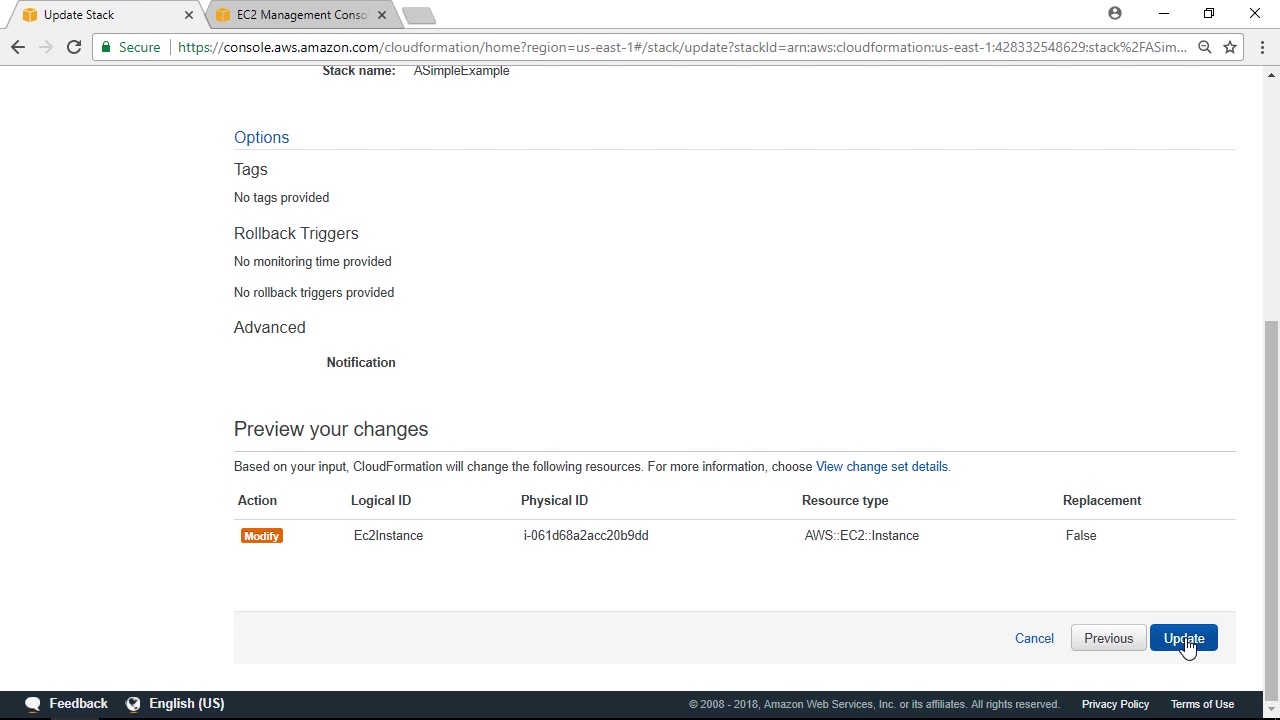 Update Stack
EC2 Management Conso
Secure
https://console.aws.amazon.com/cloudformation/home?region=us-east-1#/stack/update?stackId=arn:aws:cloudformation:us-east-1:428332548629:stack%2FASim...
Stack name: ASimpleExample
Options
Tags
No tags provided
Rollback Triggers
No monitoring time provided
No rollback triggers provided
Advanced
Notification
Preview your changes
Based on your input, CloudFormation will change the following resources. For more information, choose View change set details.
Action Logical ID Physical ID Resource type Replacement
Modify Ec2Instance i-061d68a2acc20b9dd AWS::EC2::Instance False
Cancel Previous Update
Feedback English (US) © 2008 - 2018, Amazon Web Services, Inc. or its affiliates. All rights reserved. Privacy Policy Terms of Use